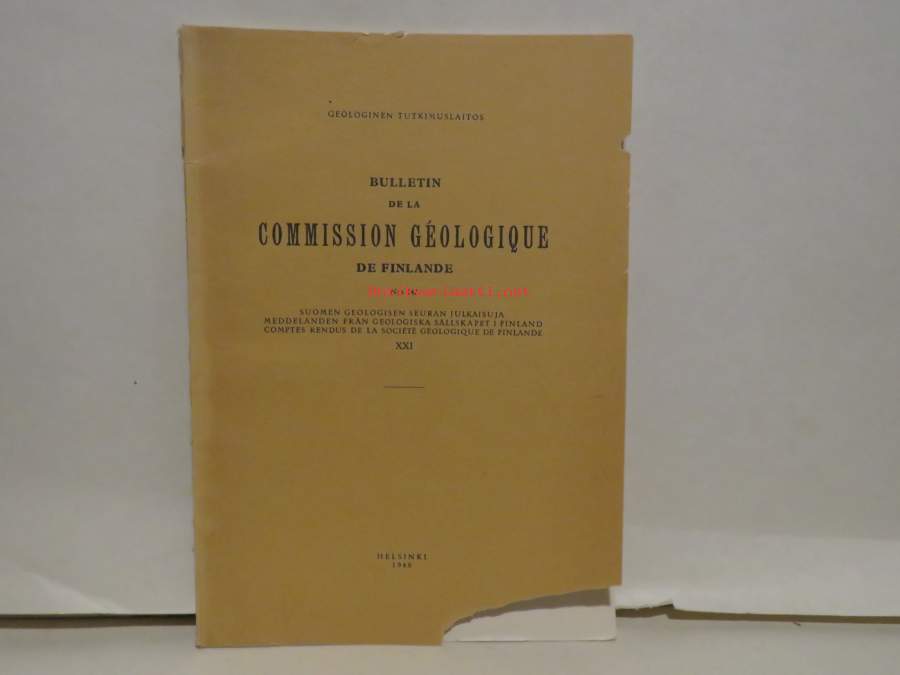 GEOLOGINEN TUTKIMUSLAITOS
BULLETIN
DE LA
COMMISSION GÉOLOGIQUE
DE FINLANDE
SUOMEN GEOLOGISEN SEURAN JULKAISUJA
MEDDELANDEN FRÅN GEOLOGISKA SÄLLSKAPET I FINLAND
COMPTES RENDUS DE LA SOCIÉTÉ GÉOLOGIQUE DE FINLANDE
XXI
HELSINKI
1948